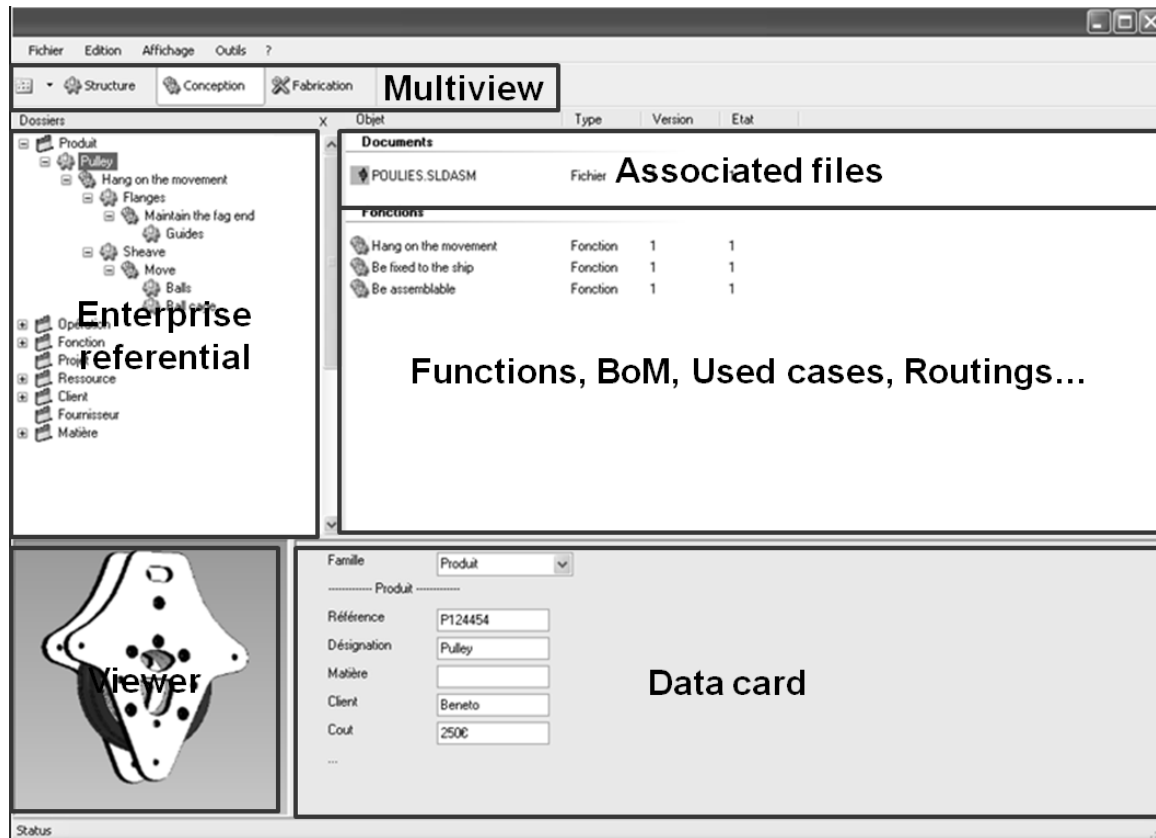 Fichier Edition Affichage Outils ?
Structure Conception Fabrication Multiview
Dossiers X Objet Type Version Etat
Produit
Pulley
Hang on the movement
Flanges
Maintain the fag end
Guides
Sheave
Move
Balls
Ball cage
Opération
Fonction
Projet
Ressource
Client
Fournisseur
Matière
Enterprise
referential
Documents
POULIES.SLDASM Fichier
Associated files
Fonctions
Hang on the movement Fonction 1 1
Be fixed to the ship Fonction 1 1
Be assemblable Fonction 1 1
Functions, BoM, Used cases, Routings...
Viewer
Famille Produit
------------- Produit -------------
Référence P124454
Désignation Pulley
Matière
Client Beneto
Cout 250€
...
Data card
Status